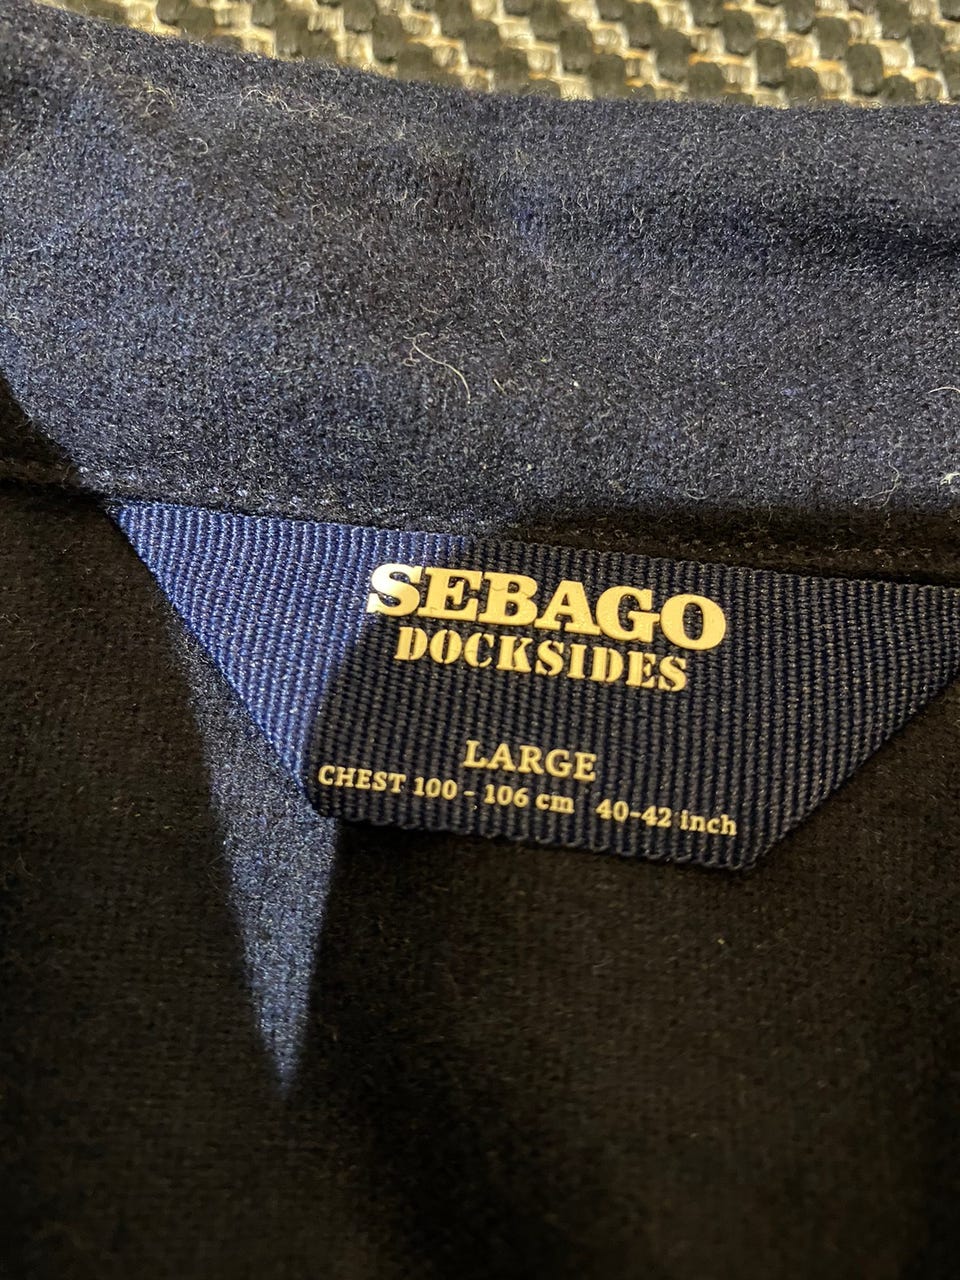 SEBAGO
DOCKSIDES
LARGE
CHEST 100 - 106 cm 40-42 inch